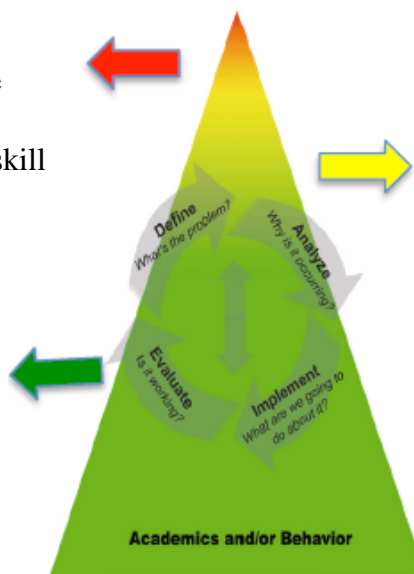 skill
Define
What's the problem?
Analyze
Why is it occurring?
Implement
What are we going to
do about it?
Evaluate
Is it working?
Academics and/or Behavior